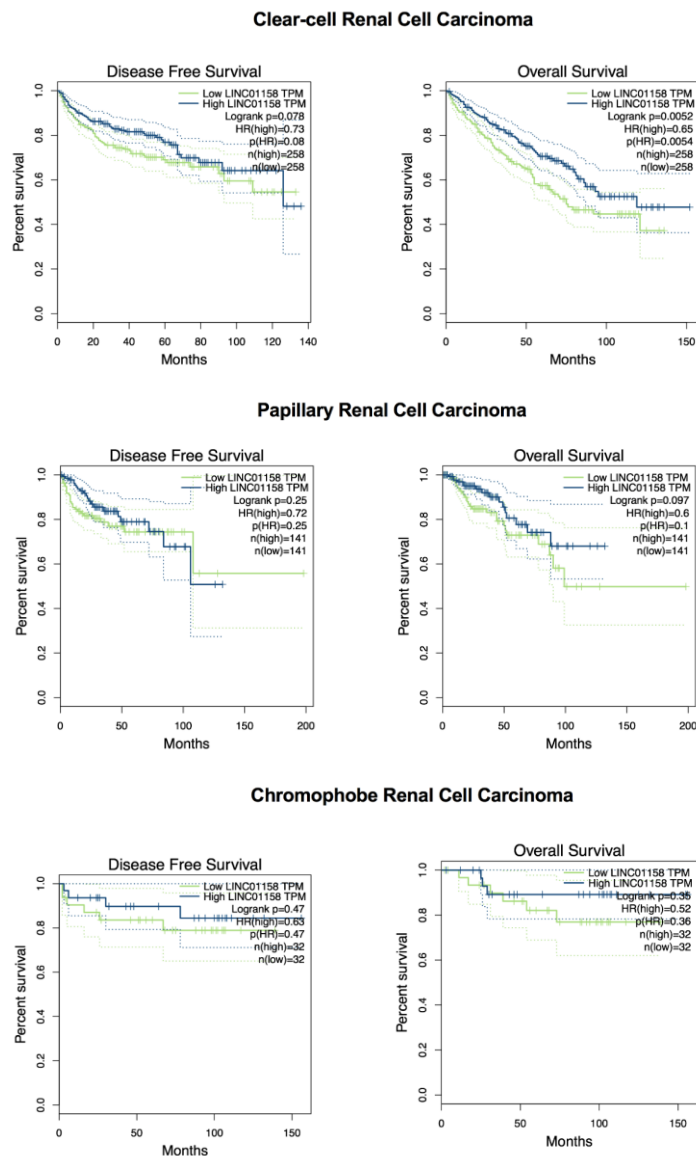 Clear-cell Renal Cell Carcinoma
Disease Free Survival
Low LINC01158 TPM
High LINC01158 TPM
Logrank p=0.078
HR(high)=0.73
p(HR)=0.08
n(high)=258
n(low)=258
Percent survival
0.0 0.2 0.4 0.6 0.8 1.0
0 20 40 60 80 100 120 140
Months
Overall Survival
Low LINC01158 TPM
High LINC01158 TPM
Logrank p=0.0052
HR(high)=0.65
p(HR)=0.0054
n(high)=258
n(low)=258
Percent survival
0.0 0.2 0.4 0.6 0.8 1.0
0 50 100 150
Months
Papillary Renal Cell Carcinoma
Disease Free Survival
Low LINC01158 TPM
High LINC01158 TPM
Logrank p=0.25
HR(high)=0.72
p(HR)=0.25
n(high)=141
n(low)=141
Percent survival
0.0 0.2 0.4 0.6 0.8 1.0
0 50 100 150 200
Months
Overall Survival
Low LINC01158 TPM
High LINC01158 TPM
Logrank p=0.097
HR(high)=0.6
p(HR)=0.1
n(high)=141
n(low)=141
Percent survival
0.0 0.2 0.4 0.6 0.8 1.0
0 50 100 150 200
Months
Chromophobe Renal Cell Carcinoma
Disease Free Survival
Low LINC01158 TPM
High LINC01158 TPM
Logrank p=0.47
HR(high)=0.63
p(HR)=0.47
n(high)=32
n(low)=32
Percent survival
0.0 0.2 0.4 0.6 0.8 1.0
0 50 100 150
Months
Overall Survival
Low LINC01158 TPM
High LINC01158 TPM
Logrank p=0.35
HR(high)=0.52
p(HR)=0.36
n(high)=32
n(low)=32
Percent survival
0.0 0.2 0.4 0.6 0.8 1.0
0 50 100 150
Months